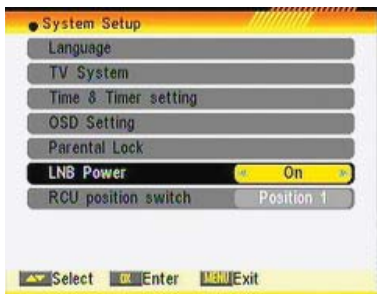 System Setup
Language
TV System
Time & Timer setting
OSD Setting
Parental Lock
LNB Power On
RCU position switch Position 1
Select OK Enter MENU Exit